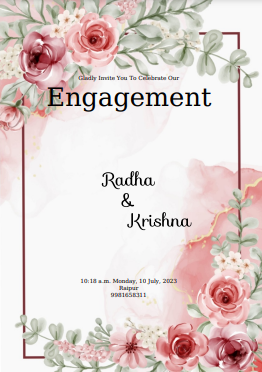 Gladly Invite You To Celebrate Our
Engagement
Radha
&
Krishna
10:18 a.m. Monday, 10 July, 2023
Raipur
9981658311